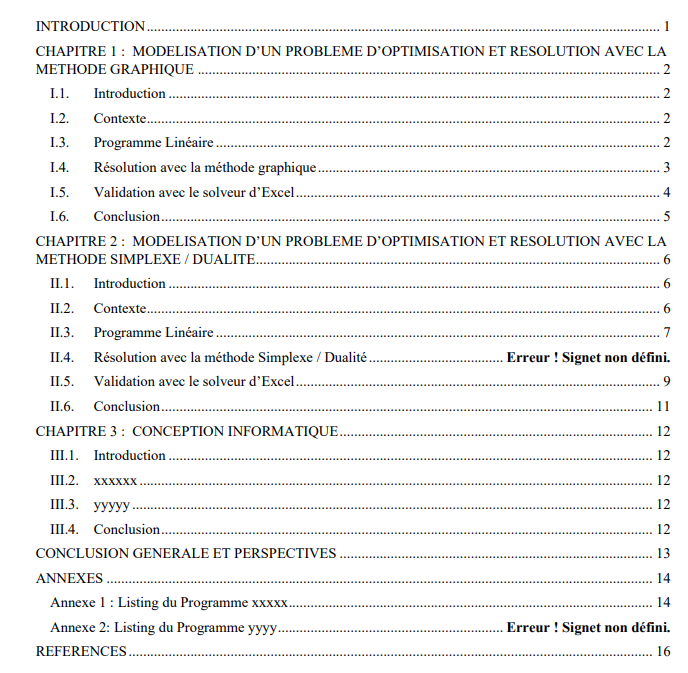 INTRODUCTION ........ 1
CHAPITRE 1 : MODELISATION D'UN PROBLEME D'OPTIMISATION ET RESOLUTION AVEC LA
METHODE GRAPHIQUE ........ 2
I.1. Introduction ........ 2
I.2. Contexte ........ 2
I.3. Programme Linéaire ........ 2
I.4. Résolution avec la méthode graphique ........ 3
I.5. Validation avec le solveur d'Excel ........ 4
I.6. Conclusion ........ 5
CHAPITRE 2 : MODELISATION D'UN PROBLEME D'OPTIMISATION ET RESOLUTION AVEC LA
METHODE SIMPLEXE / DUALITE ........ 6
II.1. Introduction ........ 6
II.2. Contexte ........ 6
II.3. Programme Linéaire ........ 7
II.4. Résolution avec la méthode Simplexe / Dualité ........ Erreur ! Signet non défini.
II.5. Validation avec le solveur d'Excel ........ 9
II.6. Conclusion ........ 11
CHAPITRE 3 : CONCEPTION INFORMATIQUE ........ 12
III.1. Introduction ........ 12
III.2. xxxxxx ........ 12
III.3. yyyyy ........ 12
III.4. Conclusion ........ 12
CONCLUSION GENERALE ET PERSPECTIVES ........ 13
ANNEXES ........ 14
Annexe 1 : Listing du Programme xxxxx ........ 14
Annexe 2: Listing du Programme yyyy ........ Erreur ! Signet non défini.
REFERENCES ........ 16